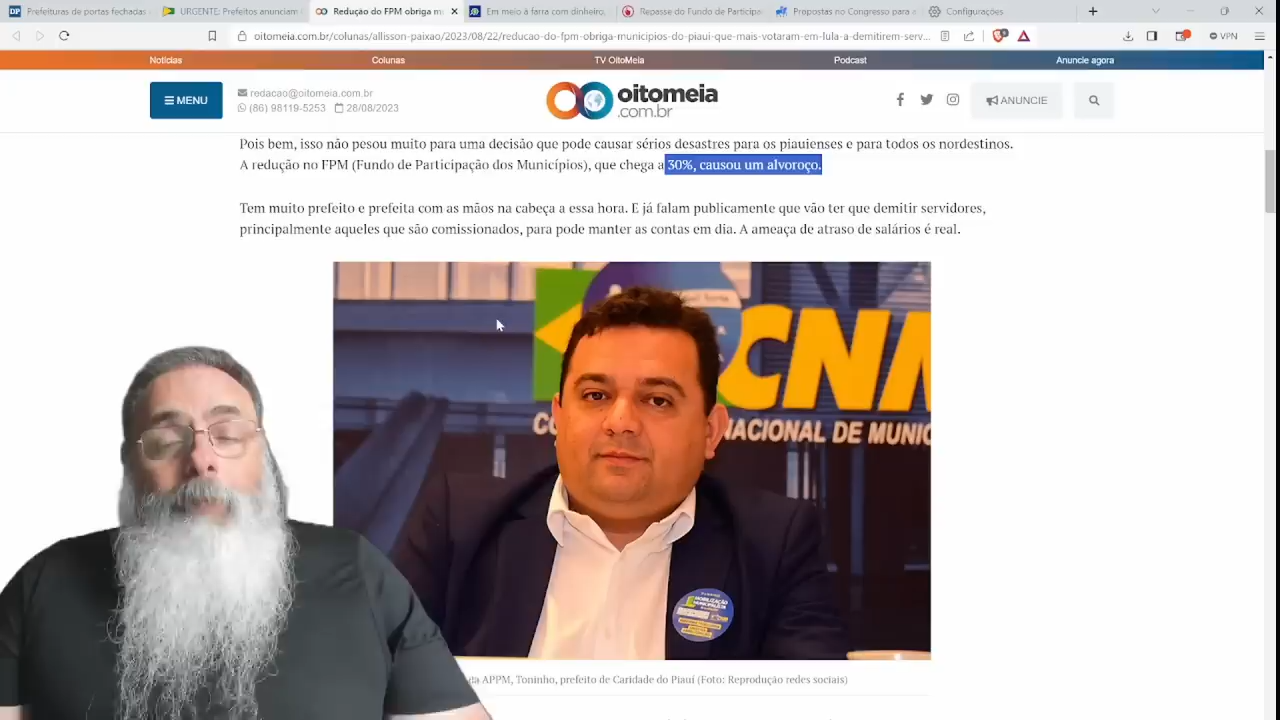 Prefeituras de portas fechadas
URGENTE: Prefeitos anunciam
Redução do FPM obriga m
Em meio à farra com dinheiro,
Repasse do Fundo de Participa
Propostas no Congresso para a
Configurações
oitomeia.com.br/colunas/allisson-paixao/2023/08/22/reducao-do-fpm-obriga-municipios-do-piaui-que-mais-votaram-em-lula-a-demitirem-serv...
VPN
Notícias
Colunas
TV OitoMeia
Podcast
Anuncie agora
MENU
redacao@oitomeia.com.br
(86) 98119-5253
28/08/2023
oitomeia
.com.br
ANUNCIE
Pois bem, isso não pesou muito para uma decisão que pode causar sérios desastres para os piauienses e para todos os nordestinos.
A redução no FPM (Fundo de Participação dos Municípios), que chega a 30%, causou um alvoroço.
Tem muito prefeito e prefeita com as mãos na cabeça a essa hora. E já falam publicamente que vão ter que demitir servidores,
principalmente aqueles que são comissionados, para pode manter as contas em dia. A ameaça de atraso de salários é real.
CNM
NACIONAL DE MUNIC
MOBILIZAÇÃO
MUNICIPALISTA
da APPM, Toninho, prefeito de Caridade do Piauí (Foto: Reprodução redes sociais)